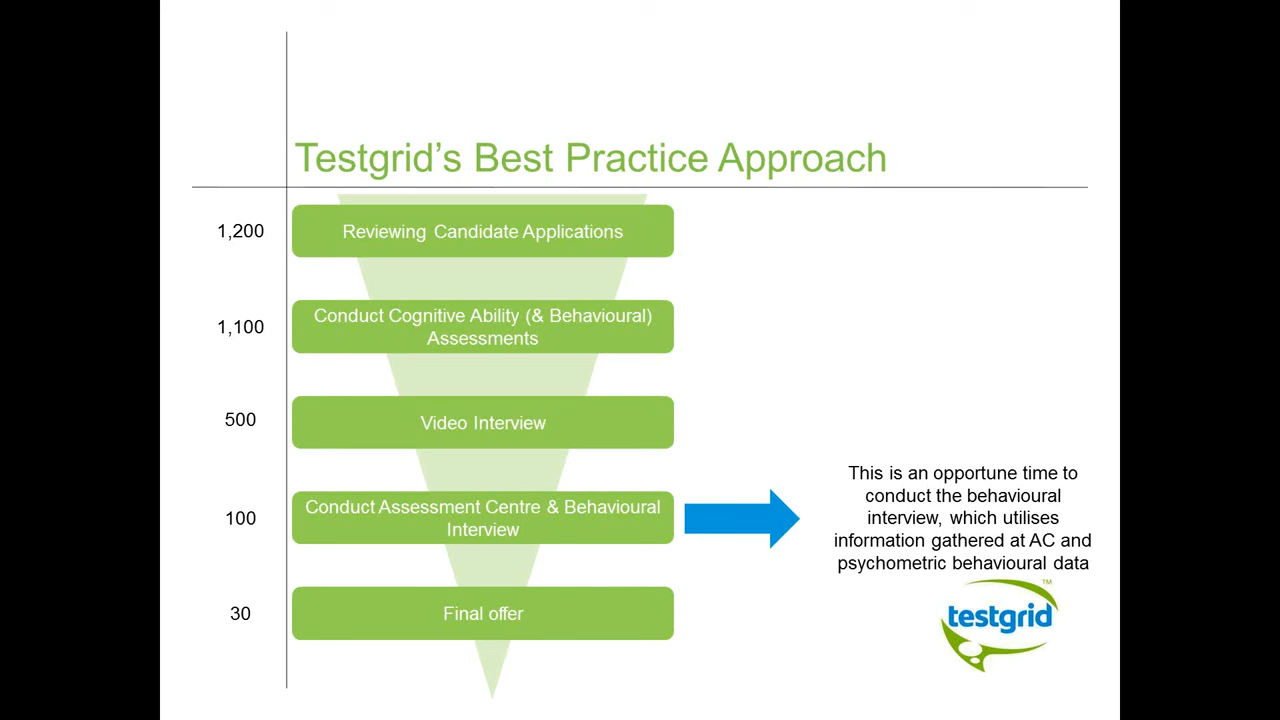 Testgrid's Best Practice Approach
1,200
Reviewing Candidate Applications
1,100
Conduct Cognitive Ability (& Behavioural)
Assessments
500
Video Interview
100
Conduct Assessment Centre & Behavioural
Interview
This is an opportune time to
conduct the behavioural
interview, which utilises
information gathered at AC and
psychometric behavioural data
30
Final offer
testgrid™